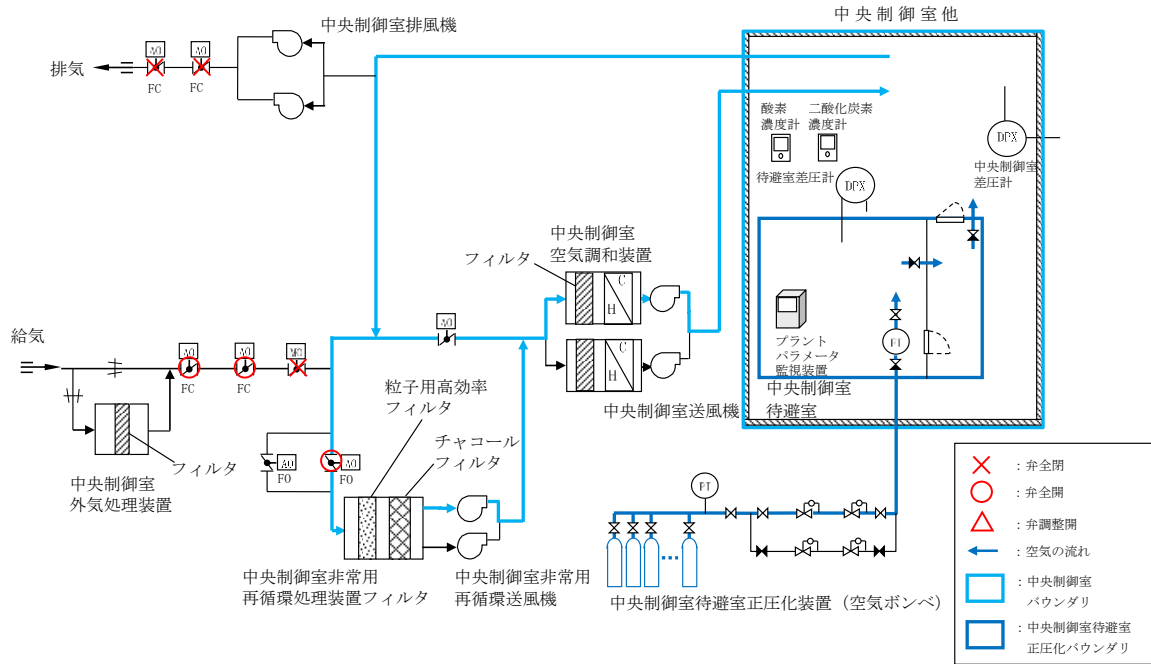 中央制御室他
中央制御室排風機
AO
AO
排気
FC
FC
酸素
濃度計
二酸化炭素
濃度計
DPX
中央制御室
差圧計
待避室差圧計
DPX
中央制御室
空気調和装置
フィルタ
C
H
C
H
AO
給気
AO
AO
MO
FC
FC
FI
プラント
パラメータ
監視装置
中央制御室
待避室
中央制御室送風機
粒子用高効率
フィルタ
チャコール
フィルタ
フィルタ
AO
AO
FO
FO
中央制御室
外気処理装置
PI
中央制御室非常用
再循環処理装置フィルタ
中央制御室非常用
再循環送風機
中央制御室待避室正圧化装置（空気ボンベ）
：弁全閉
：弁全開
：弁調整開
：空気の流れ
：中央制御室
バウンダリ
：中央制御室待避室
正圧化バウンダリ